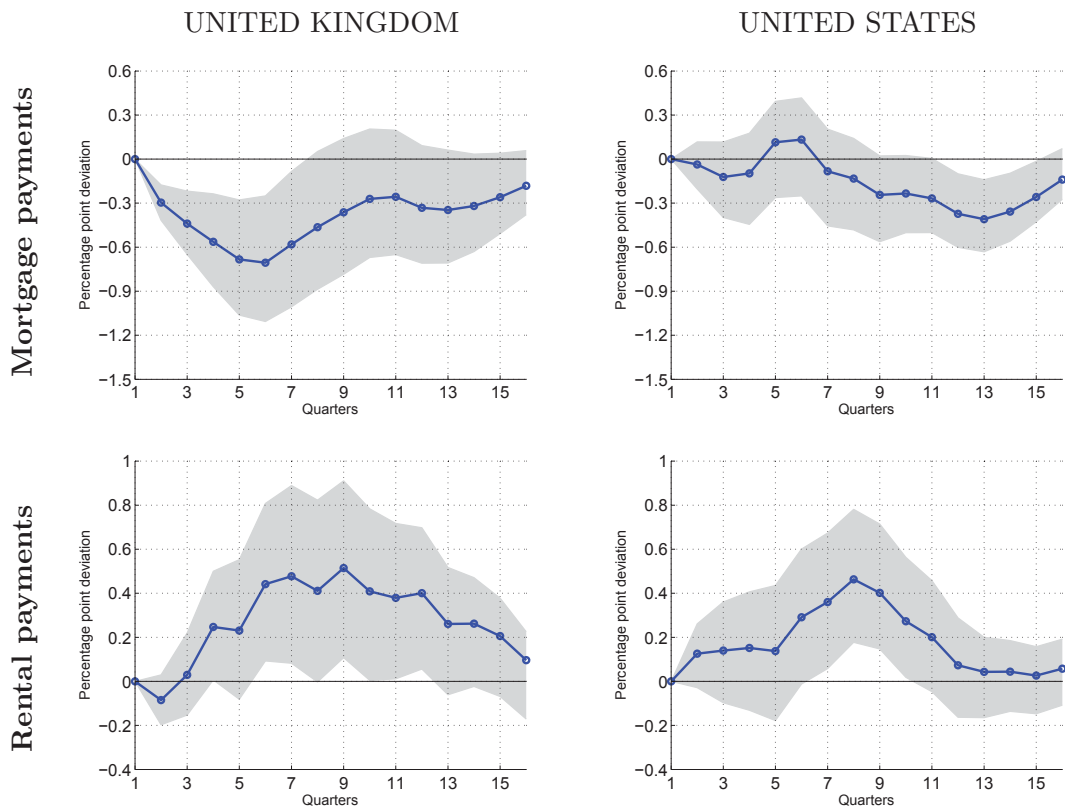 UNITED KINGDOM
UNITED STATES
Mortgage payments
Percentage point deviation
0.6
0.3
0
−0.3
−0.6
−0.9
−1.2
−1.5
1 3 5 7 9 11 13 15
Quarters
Percentage point deviation
0.6
0.3
0
−0.3
−0.6
−0.9
−1.2
−1.5
1 3 5 7 9 11 13 15
Quarters
Rental payments
Percentage point deviation
1
0.8
0.6
0.4
0.2
0
−0.2
−0.4
1 3 5 7 9 11 13 15
Quarters
Percentage point deviation
1
0.8
0.6
0.4
0.2
0
−0.2
−0.4
1 3 5 7 9 11 13 15
Quarters